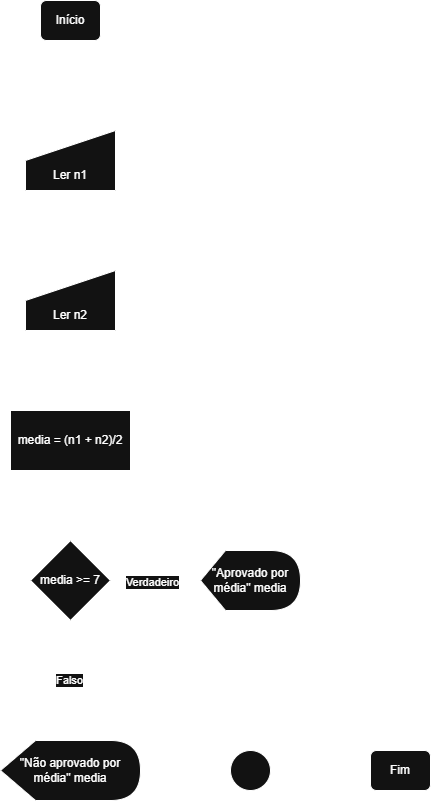 Início
Ler n1
Ler n2
media = (n1 + n2)/2
media >= 7
Verdadeiro
"Aprovado por
média" media
Falso
"Não aprovado por
média" media
Fim